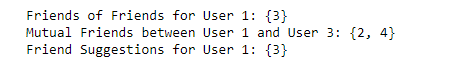 Friends of Friends for User 1: {3}
Mutual Friends between User 1 and User 3: {2, 4}
Friend Suggestions for User 1: {3}